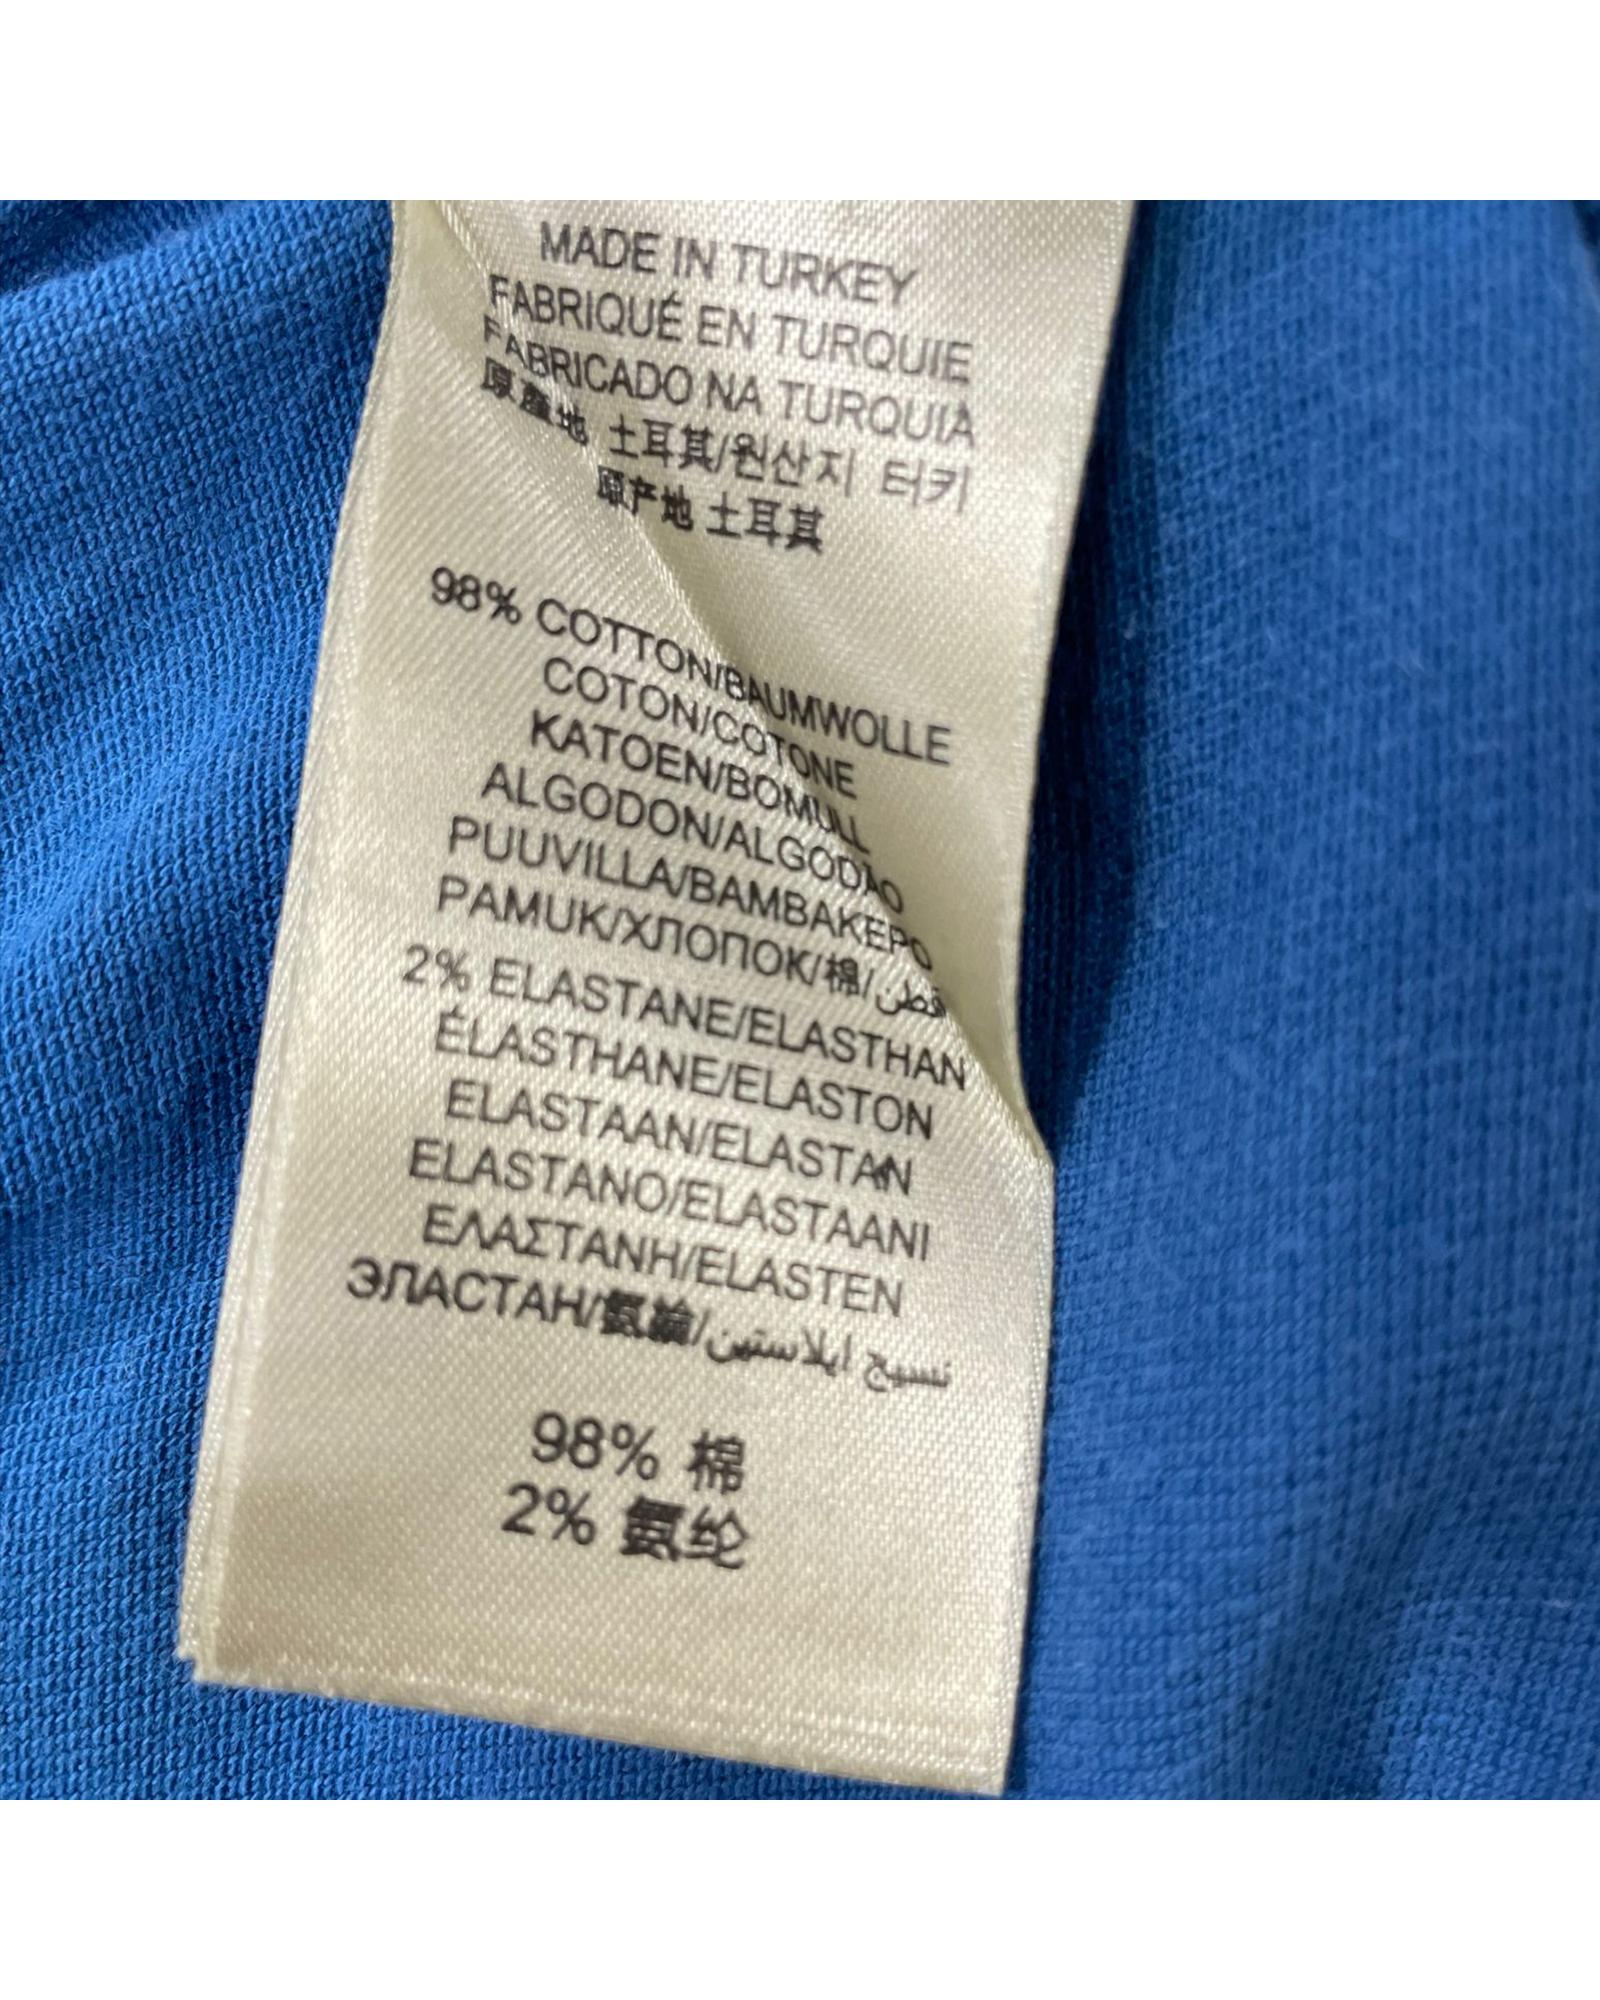 MADE IN TURKEY
FABRIQUÉ EN TURQUIE
FABRICADO NA TURQUIA
原産地 土耳其/원산지 터키
原产地 土耳其
98% COTTON/BAUMWOLLE
COTON/COTONE
KATOEN/BOMULL
ALGODON/ALGODÃO
PUUVILLA/BAMBAKEPO
PAMUK/ХЛОПОК/棉/قطن
2% ELASTANE/ELASTHAN
ÉLASTHANE/ELASTON
ELASTAAN/ELASTAN
ELASTANO/ELASTAANI
ΕΛΑΣΤΑΝΗ/ELASTEN
ЭЛАСТАН/氨綸/نسيج ايلاستين
98% 棉
2% 氨纶